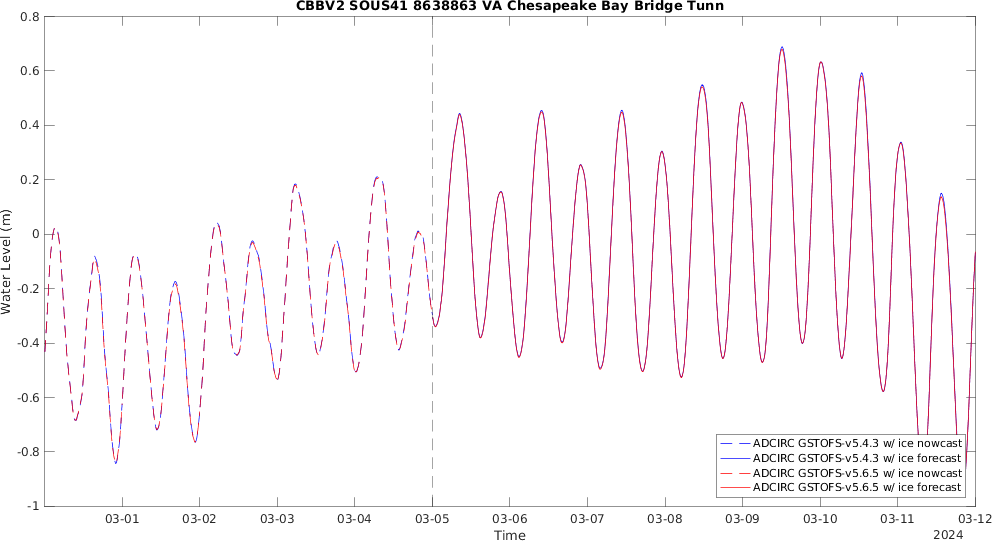 CBBV2 SOUS41 8638863 VA Chesapeake Bay Bridge Tunn
0.8
0.6
0.4
0.2
0
-0.2
-0.4
-0.6
-0.8
-1
Water Level (m)
ADCIRC GSTOFS-v5.4.3 w/ ice nowcast
ADCIRC GSTOFS-v5.4.3 w/ ice forecast
ADCIRC GSTOFS-v5.6.5 w/ ice nowcast
ADCIRC GSTOFS-v5.6.5 w/ ice forecast
03-01 03-02 03-03 03-04 03-05 03-06 03-07 03-08 03-09 03-10 03-11 03-12
Time
2024